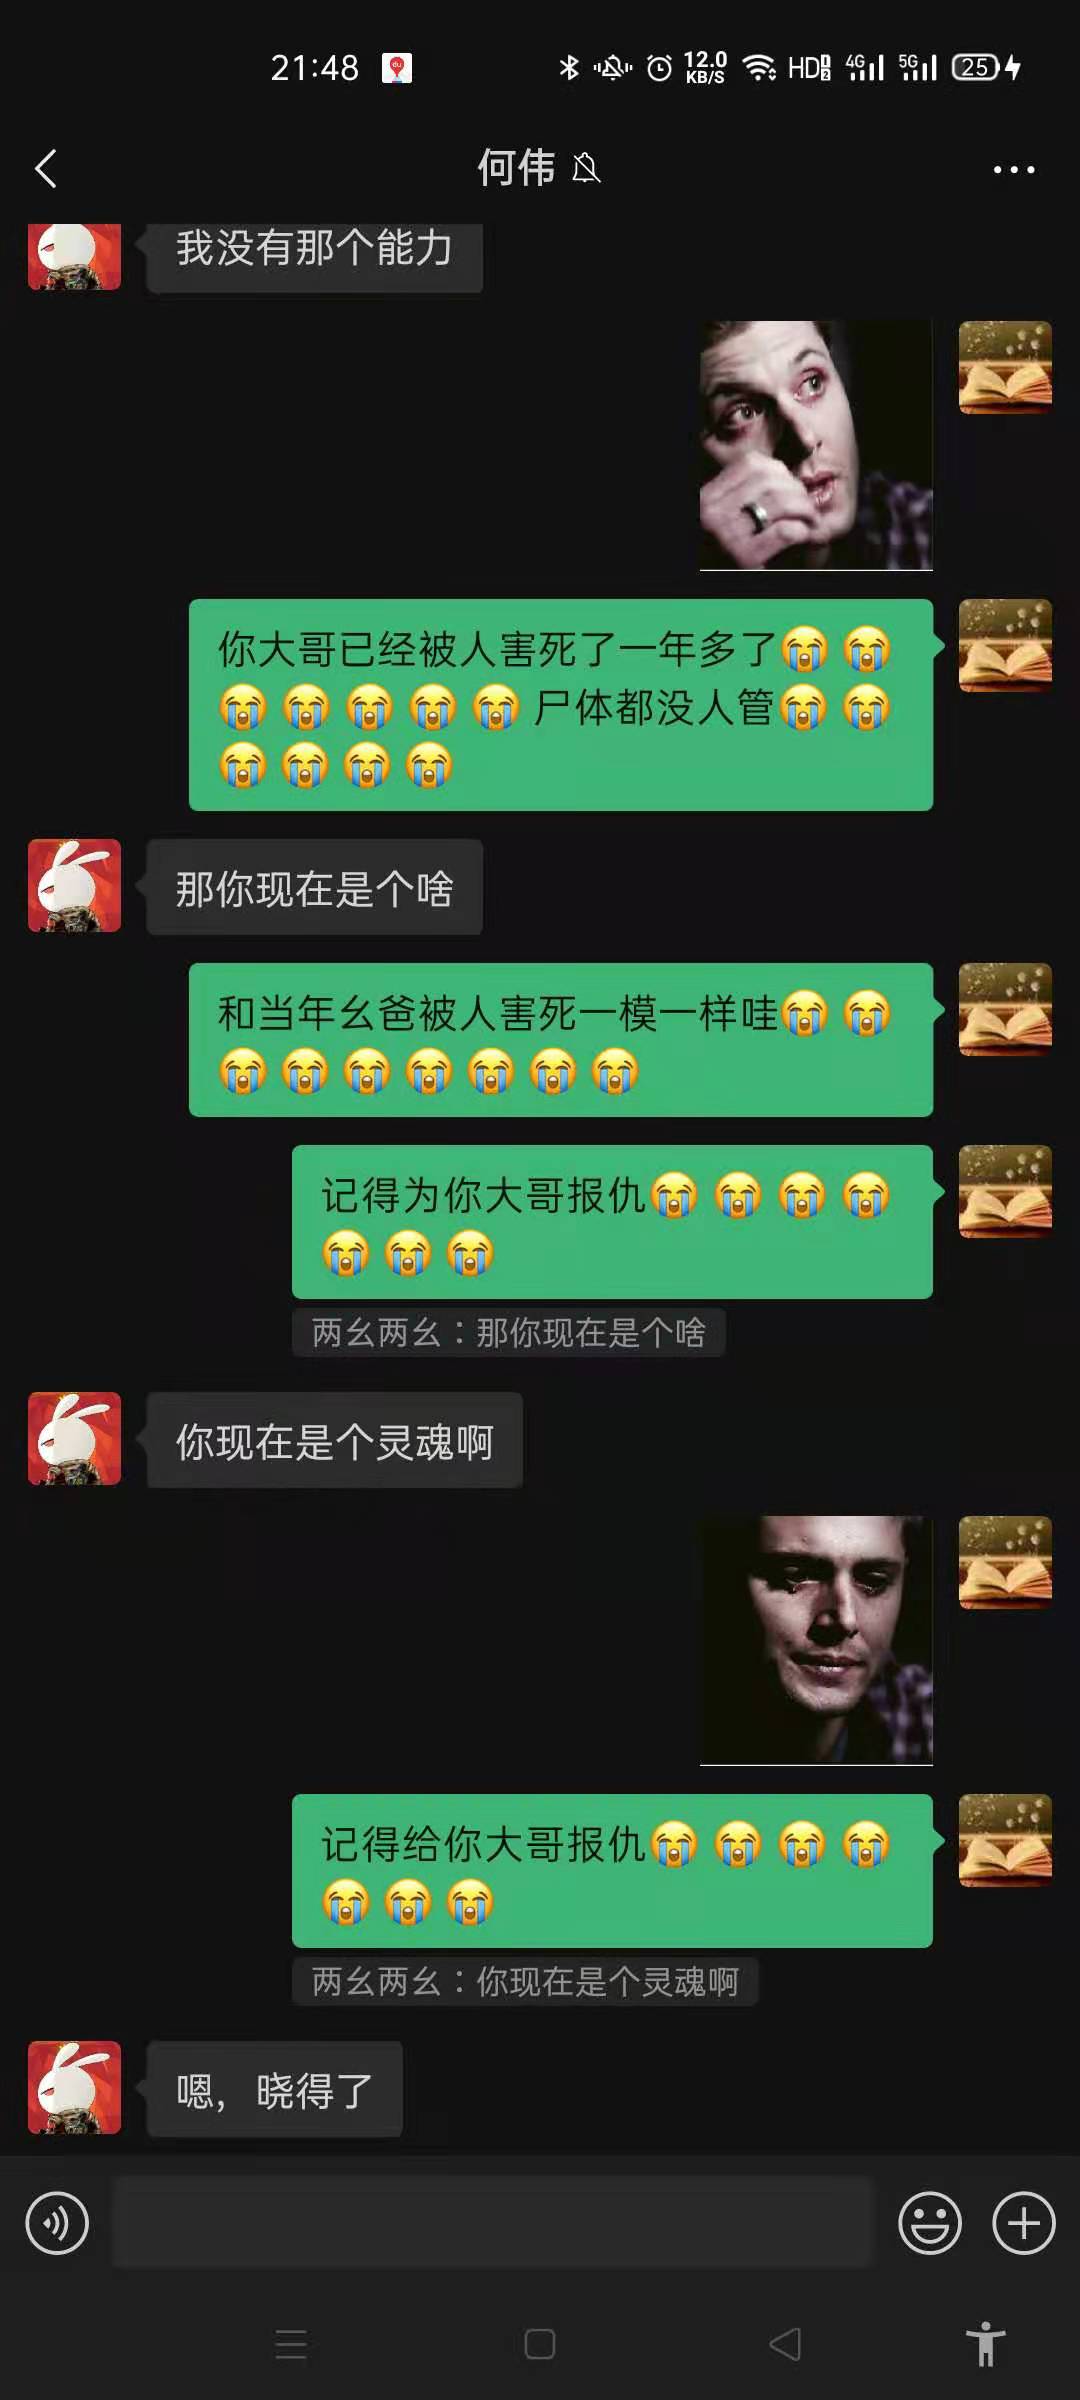 21:48
du
12.0
KB/S
HD
1
2
4G
5G
25
何伟
我没有那个能力
你大哥已经被人害死了一年多了😭😭
😭😭😭😭😭尸体都没人管😭😭
😭😭😭😭
那你现在是个啥
和当年幺爸被人害死一模一样哇😭😭
😭😭😭😭😭😭😭
记得为你大哥报仇😭😭😭😭
😭😭😭
两幺两幺：那你现在是个啥
你现在是个灵魂啊
记得给你大哥报仇😭😭😭😭
😭😭😭
两幺两幺：你现在是个灵魂啊
嗯，晓得了